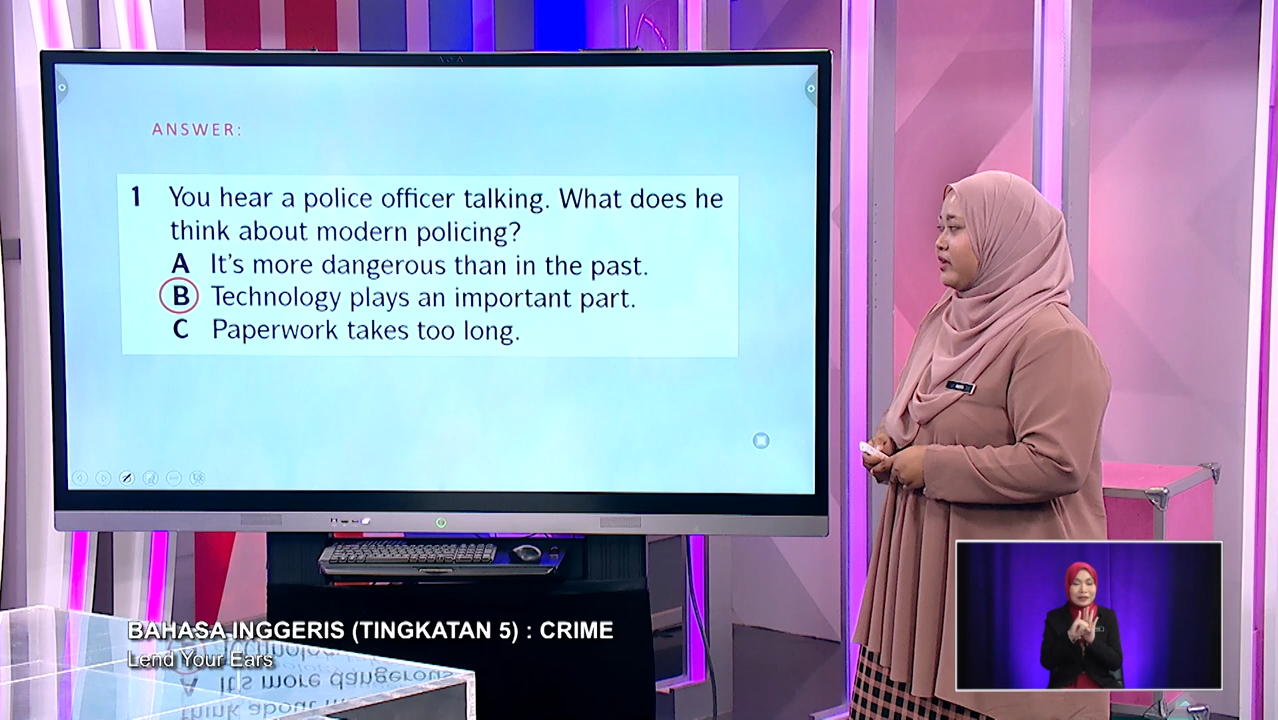 ANSWER:
1 You hear a police officer talking. What does he
think about modern policing?
A It's more dangerous than in the past.
B Technology plays an important part.
C Paperwork takes too long.
BAHASA INGGERIS (TINGKATAN 5) : CRIME
Lend Your Ears